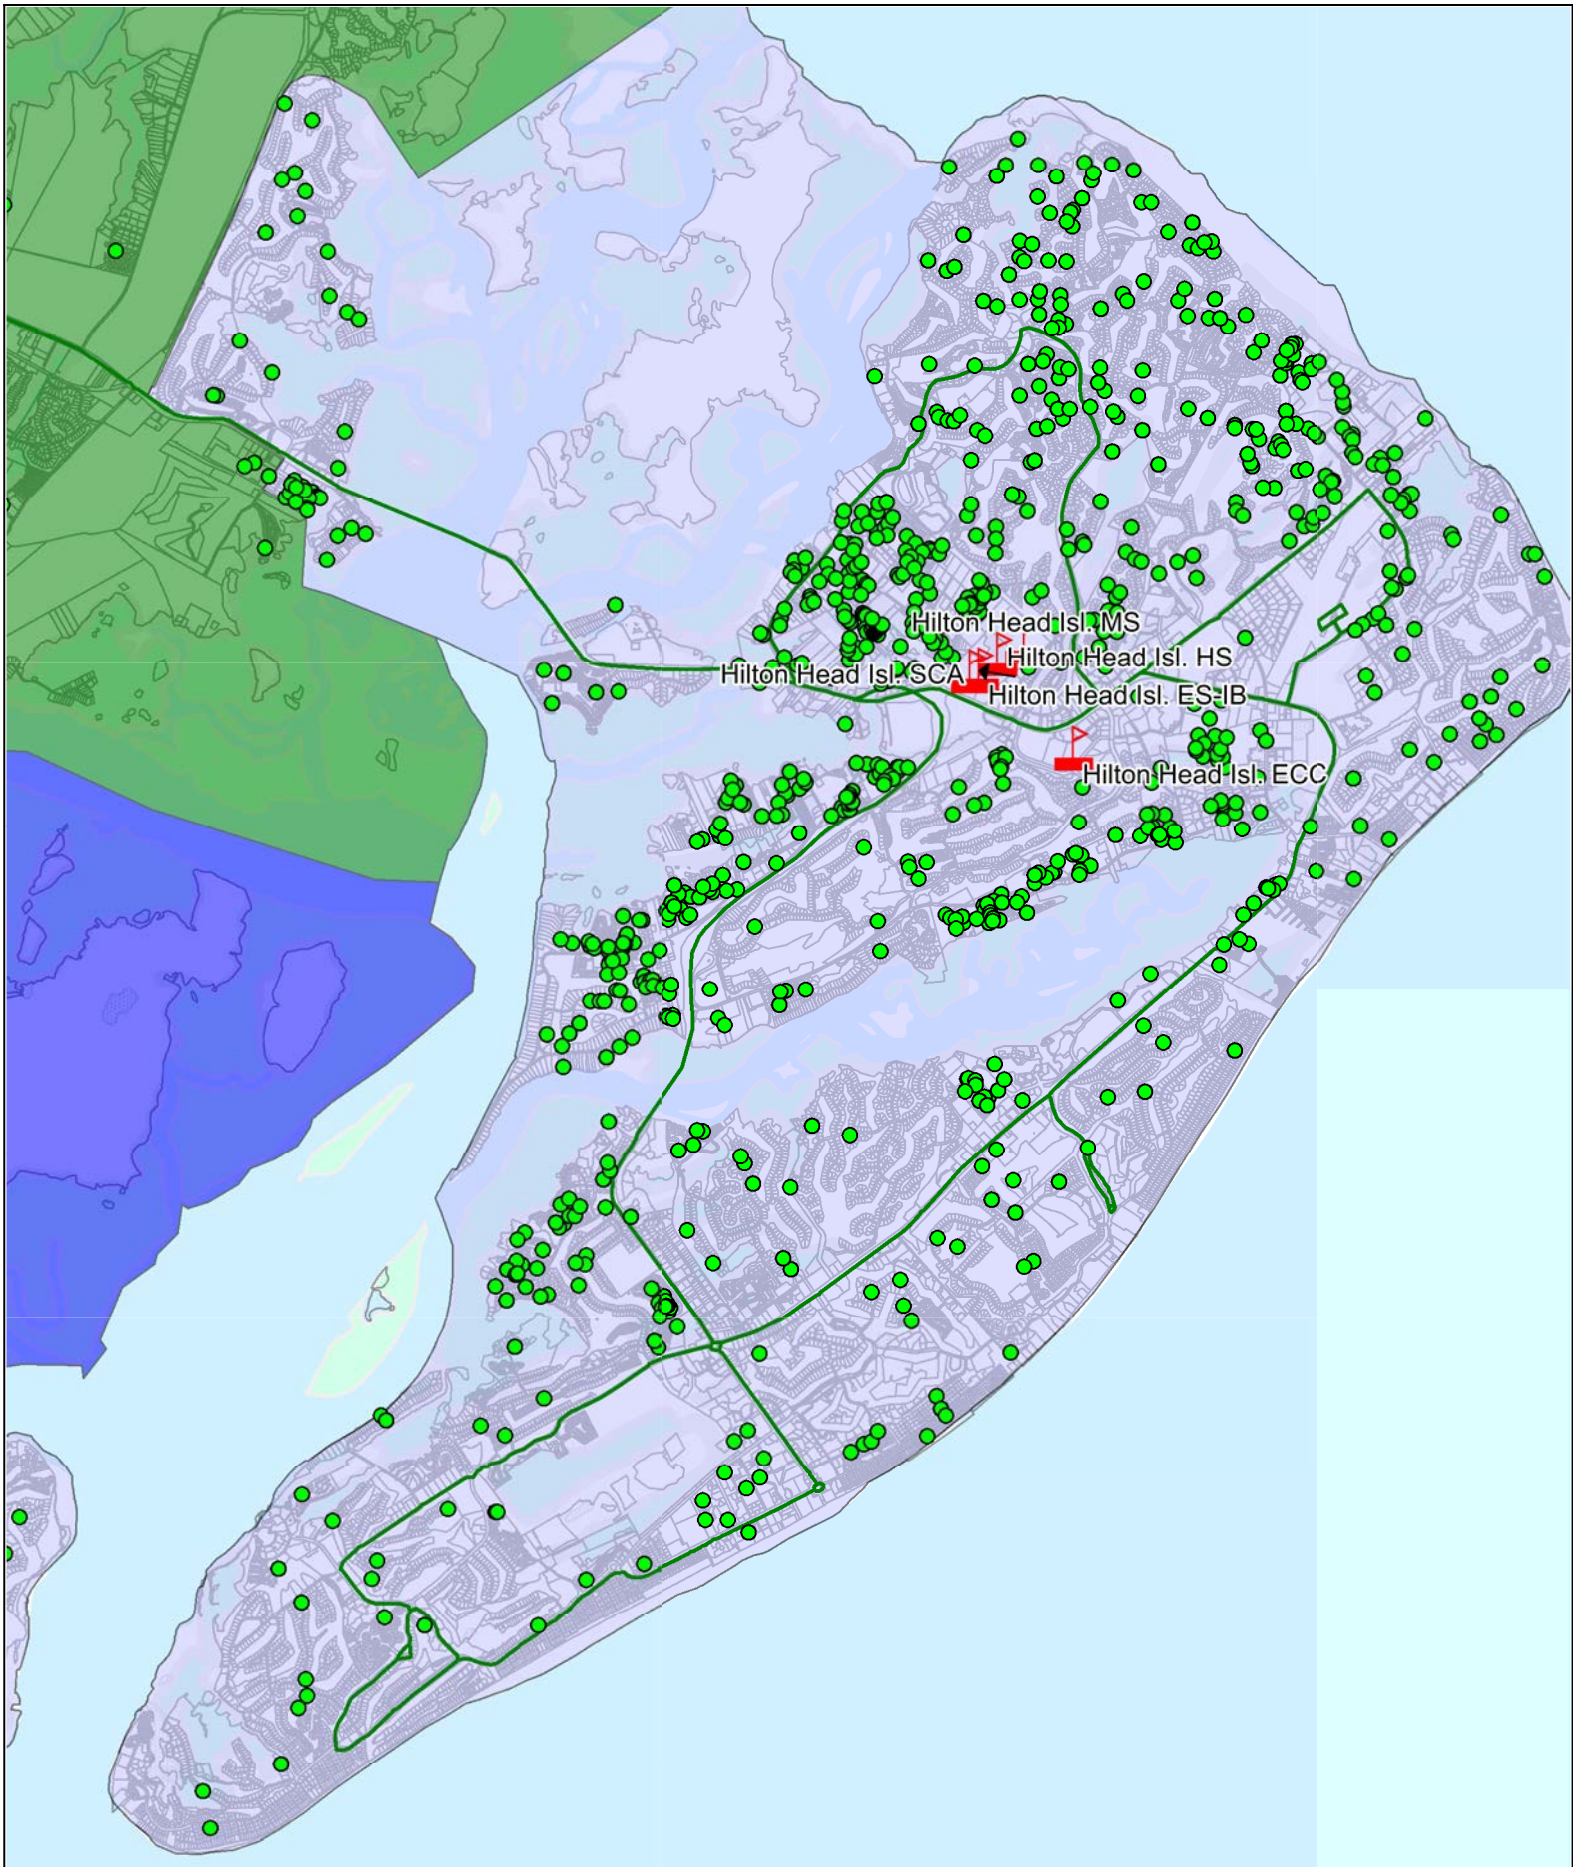 Hilton Head Isl. MS
Hilton Head Isl. HS
Hilton Head Isl. SCA
Hilton Head Isl. ES-IB
Hilton Head Isl. ECC